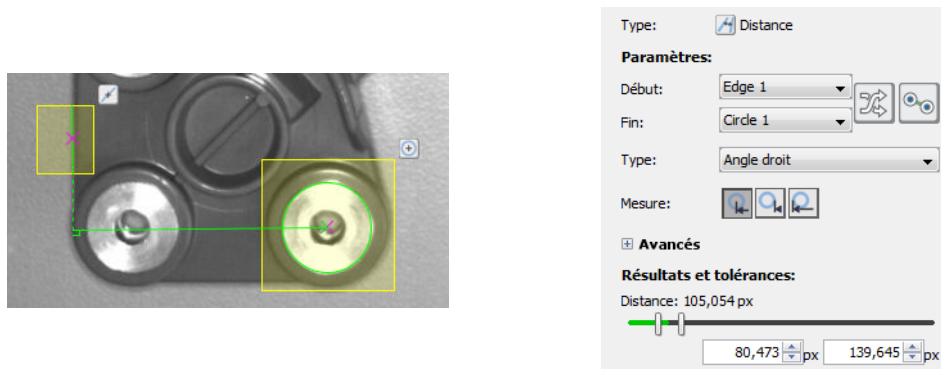 Type: Distance
Paramètres:
Début: Edge 1
Fin: Circle 1
Type: Angle droit
Mesure:
Avancés
Résultats et tolérances:
Distance: 105,054 px
80,473 px 139,645 px